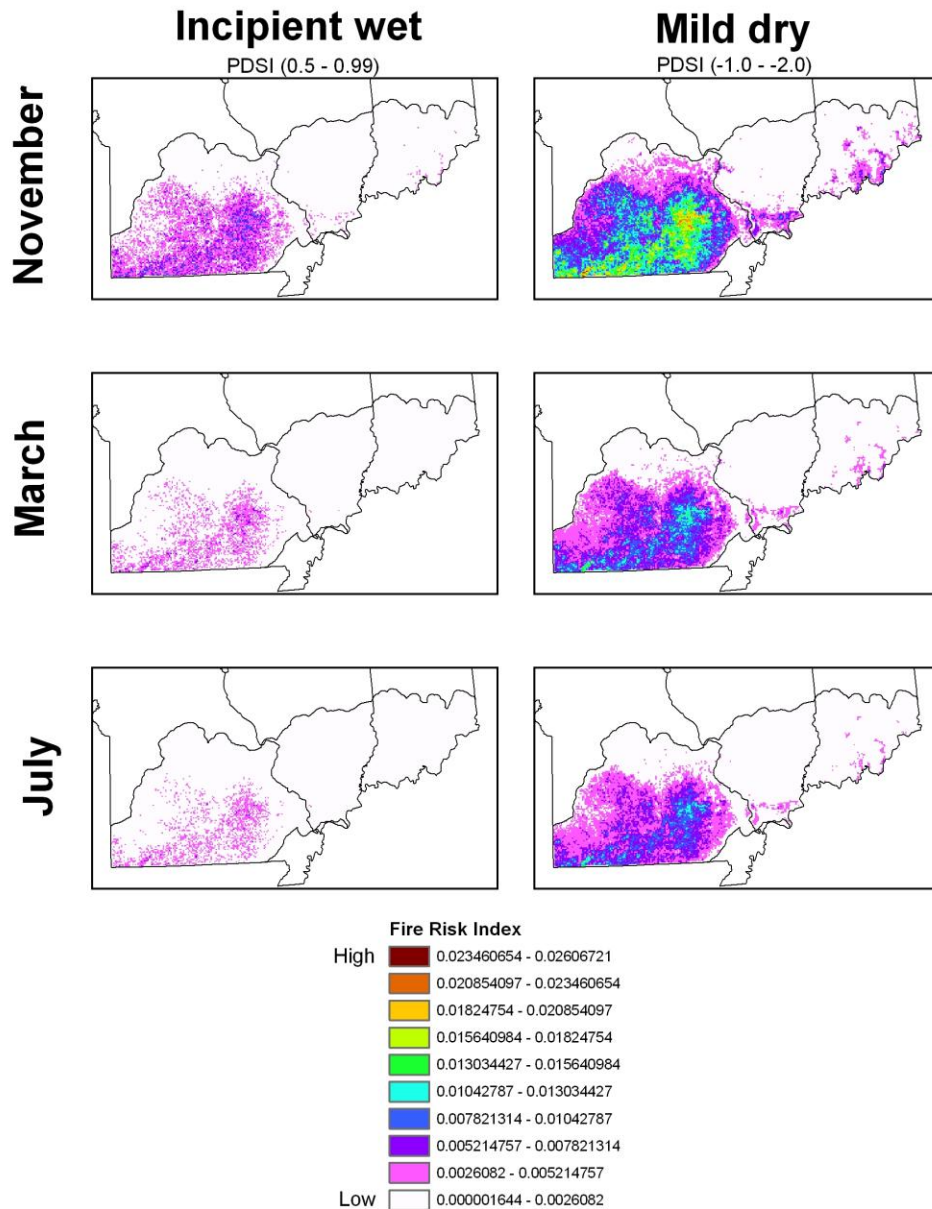 Incipient wet
PDSI (0.5 - 0.99)
Mild dry
PDSI (-1.0 - -2.0)
November
March
July
Fire Risk Index
High 0.023460654 - 0.02606721
0.020854097 - 0.023460654
0.01824754 - 0.020854097
0.015640984 - 0.01824754
0.013034427 - 0.015640984
0.01042787 - 0.013034427
0.007821314 - 0.01042787
0.005214757 - 0.007821314
0.0026082 - 0.005214757
Low 0.000001644 - 0.0026082